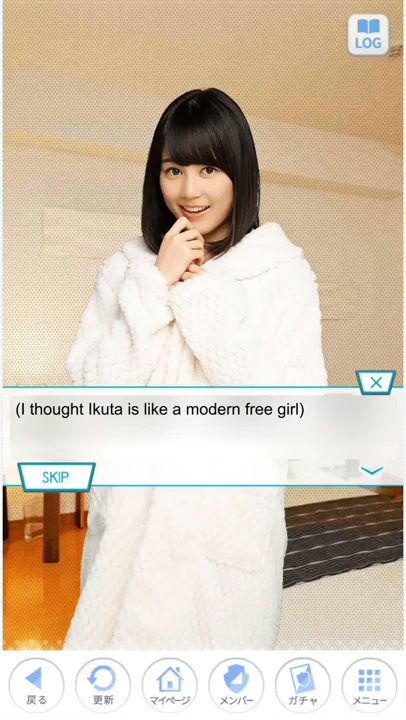 LOG
(I thought Ikuta is like a modern free girl)
SKIP
戻る
更新
マイページ
メンバー
ガチャ
メニュー